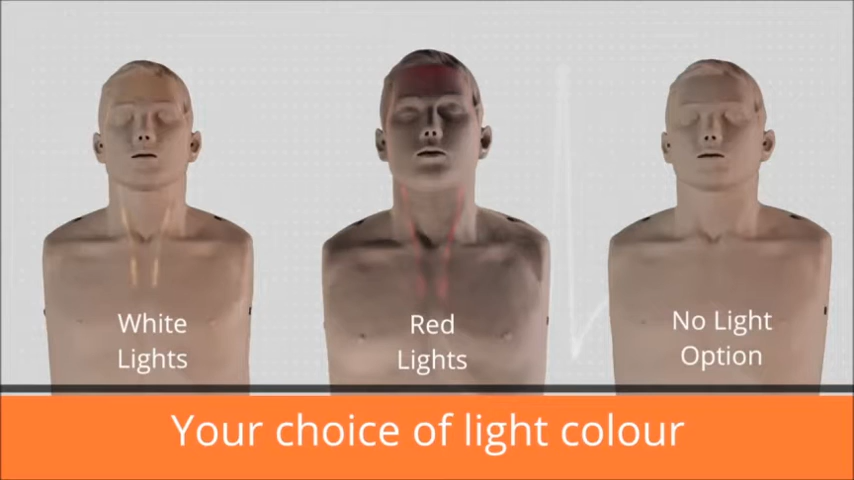 White
Lights
Red
Lights
No Light
Option
Your choice of light colour